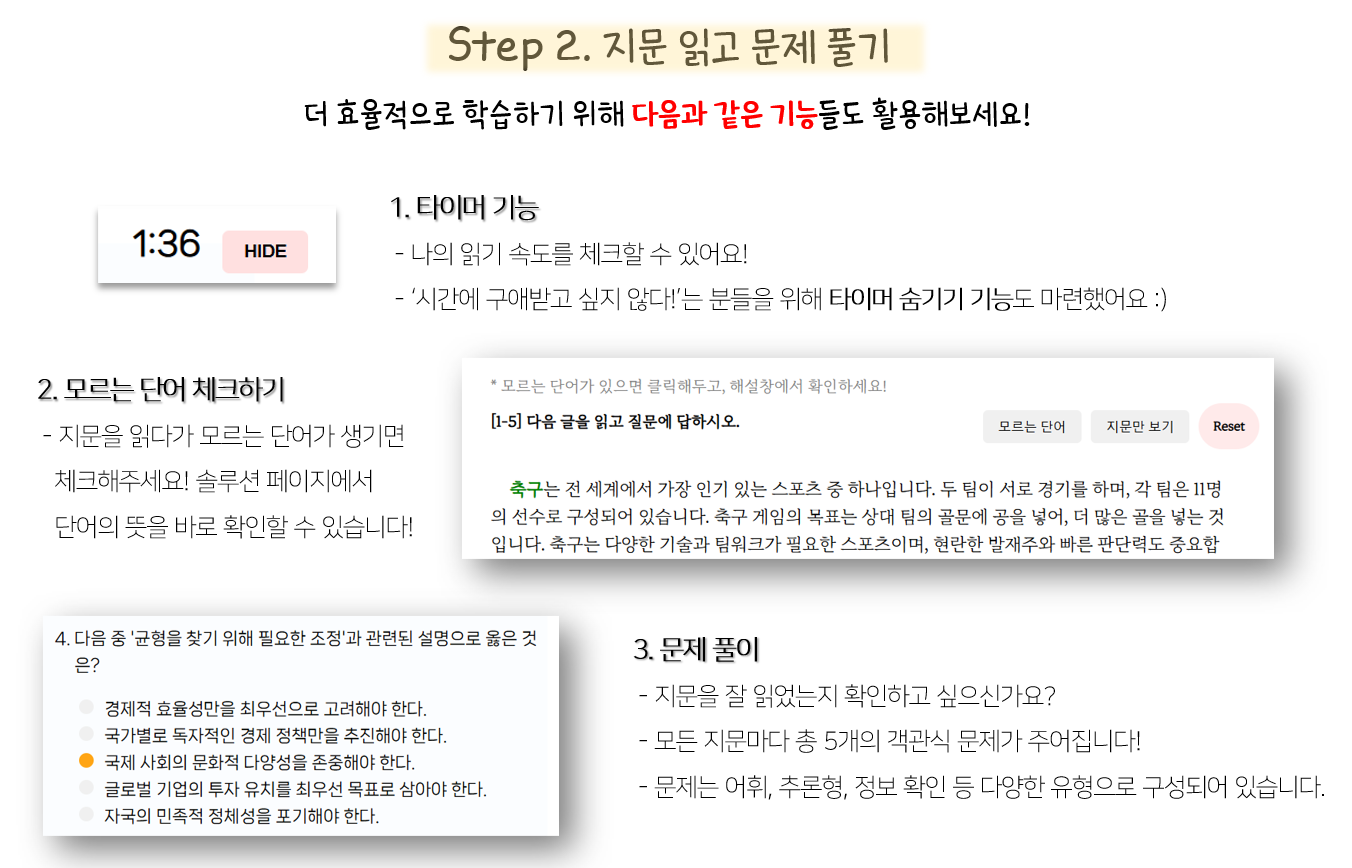 Step 2. 지문 읽고 문제 풀기
더 효율적으로 학습하기 위해 다음과 같은 기능들도 활용해보세요!
1:36 HIDE
1. 타이머 기능
- 나의 읽기 속도를 체크할 수 있어요!
- ‘시간에 구애받고 싶지 않다!’는 분들을 위해 타이머 숨기기 기능도 마련했어요 :)
2. 모르는 단어 체크하기
- 지문을 읽다가 모르는 단어가 생기면
체크해주세요! 솔루션 페이지에서
단어의 뜻을 바로 확인할 수 있습니다!
* 모르는 단어가 있으면 클릭해두고, 해설창에서 확인하세요!
[1-5] 다음 글을 읽고 질문에 답하시오.
모르는 단어 지문만 보기 Reset
축구는 전 세계에서 가장 인기 있는 스포츠 중 하나입니다. 두 팀이 서로 경기를 하며, 각 팀은 11명
의 선수로 구성되어 있습니다. 축구 게임의 목표는 상대 팀의 골문에 공을 넣어, 더 많은 골을 넣는 것
입니다. 축구는 다양한 기술과 팀워크가 필요한 스포츠이며, 현란한 발재주와 빠른 판단력도 중요합
4. 다음 중 '균형을 찾기 위해 필요한 조정'과 관련된 설명으로 옳은 것
은?
경제적 효율성만을 최우선으로 고려해야 한다.
국가별로 독자적인 경제 정책만을 추진해야 한다.
국제 사회의 문화적 다양성을 존중해야 한다.
글로벌 기업의 투자 유치를 최우선 목표로 삼아야 한다.
자국의 민족적 정체성을 포기해야 한다.
3. 문제 풀이
- 지문을 잘 읽었는지 확인하고 싶으신가요?
- 모든 지문마다 총 5개의 객관식 문제가 주어집니다!
- 문제는 어휘, 추론형, 정보 확인 등 다양한 유형으로 구성되어 있습니다.